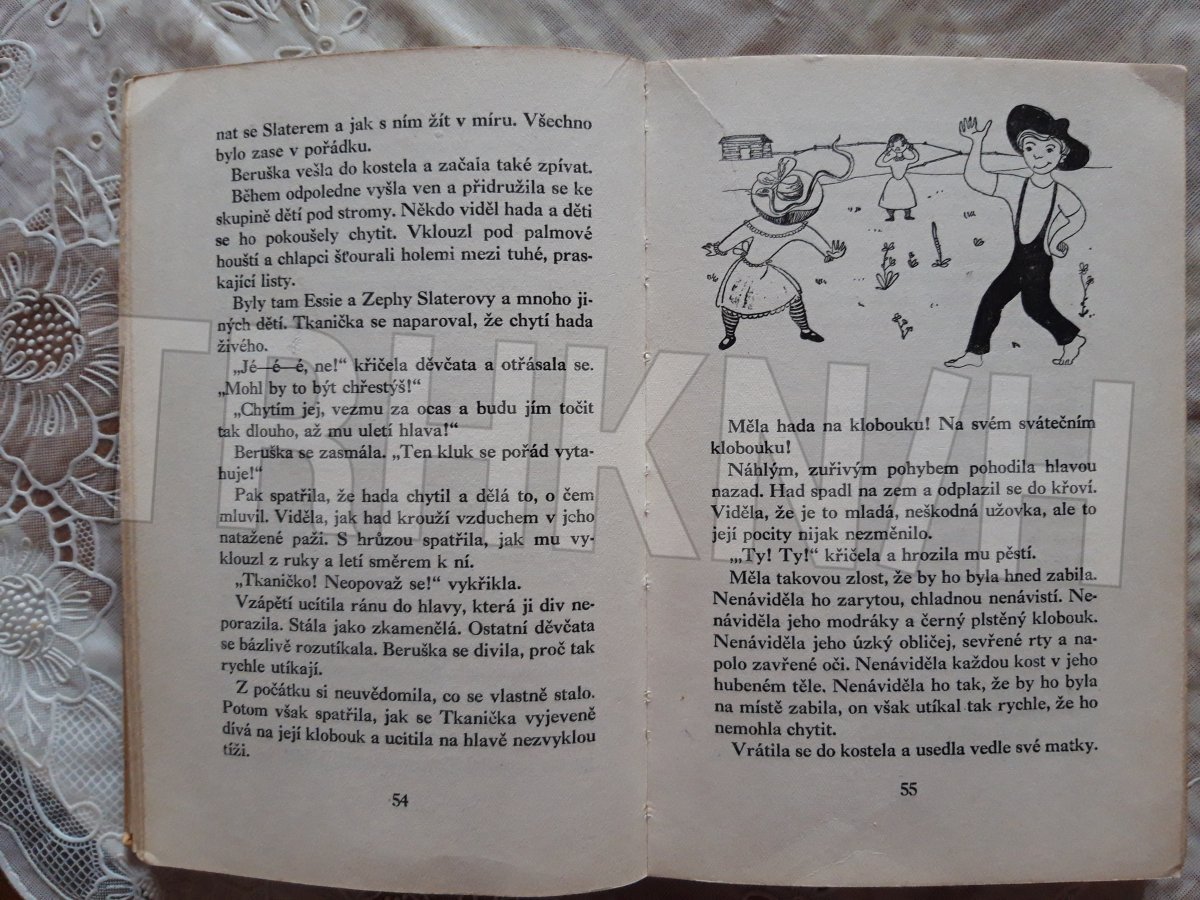 nat se Slaterem a jak s ním žít v míru. Všechno
bylo zase v pořádku.
Beruška vešla do kostela a začala také zpívat.
Během odpoledne vyšla ven a přidružila se ke
skupině dětí pod stromy. Někdo viděl hada a děti
se ho pokoušely chytit. Vklouzl pod palmové
houští a chlapci šťourali holemi mezi tuhé, pras-
kající listy.
Byly tam Essie a Zephy Slaterovy a mnoho ji-
ných dětí. Tkanička se naparoval, že chytí hada
živého.
„Jé—é—é, ne!“ křičela děvčata a otřásala se.
„Mohl by to být chřestýš!“
„Chytím jej, vezmu za ocas a budu jím točit
tak dlouho, až mu uletí hlava!“
Beruška se zasmála. „Ten kluk se pořád vyta-
huje!“
Pak spatřila, že hada chytil a dělá to, o čem
mluvil. Viděla, jak had krouží vzduchem v jeho
natažené paži. S hrůzou spatřila, jak mu vy-
klouzl z ruky a letí směrem k ní.
„Tkaničko! Neopovaž se!“ vykřikla.
Vzápětí ucítila ránu do hlavy, která ji div ne-
porazila. Stála jako zkamenělá. Ostatní děvčata
se bázlivě rozutíkala. Beruška se divila, proč tak
rychle utíkají.
Z počátku si neuvědomila, co se vlastně stalo.
Potom však spatřila, jak se Tkanička vyjeveně
dívá na její klobouk a ucítila na hlavě nezvyklou
tíži.
54
Měla hada na klobouku! Na svém svátečním
klobouku!
Náhlým, zuřivým pohybem pohodila hlavou
nazad. Had spadl na zem a odplazil se do křoví.
Viděla, že je to mladá, neškodná užovka, ale to
její pocity nijak nezměnilo.
„Ty! Ty!“ křičela a hrozila mu pěstí.
Měla takovou zlost, že by ho byla hned zabila.
Nenáviděla ho zarytou, chladnou nenávistí. Ne-
náviděla jeho modráky a černý plstěný klobouk.
Nenáviděla jeho úzký obličej, sevřené rty a na-
polo zavřené oči. Nenáviděla každou kost v jeho
hubeném těle. Nenáviděla ho tak, že by ho byla
na místě zabila, on však utíkal tak rychle, že ho
nemohla chytit.
Vrátila se do kostela a usedla vedle své matky.
55
TRHKNIH